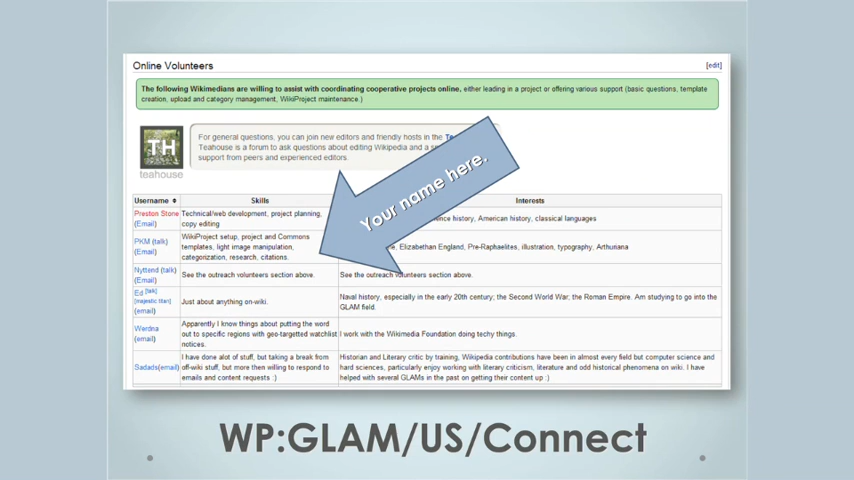 Online Volunteers [edit]
The following Wikimedians are willing to assist with coordinating cooperative projects online, either leading in a project or offering various support (basic questions, template
creation, upload and category management, WikiProject maintenance.)
TH
teahouse
For general questions, you can join new editors and friendly hosts in the
Teahouse is a forum to ask questions about editing Wikipedia and a
support from peers and experienced editors.
Your name here.
Username Skills Interests
Preston Stone
(Email)
Technical/web development, project planning,
copy editing
history, American history, classical languages
PKM (talk)
(Email)
WikiProject setup, project and Commons
templates, light image manipulation,
categorization, research, citations.
Elizabethan England, Pre-Raphaelites, illustration, typography, Arthuriana
Nyttend (talk)
(Email)
See the outreach volunteers section above.
See the outreach volunteers section above.
Ed [talk]
[majestic titan]
(email)
Just about anything on-wiki.
Naval history, especially in the early 20th century; the Second World War; the Roman Empire. Am studying to go into the
GLAM field.
Werdna
(email)
Apparently I know things about putting the word
out to specific regions with geo-targetted watchlist
notices.
I work with the Wikimedia Foundation doing techy things.
Sadads(email)
I have done alot of stuff, but taking a break from
off-wiki stuff, but more then willing to respond to
emails and content requests :)
Historian and Literary critic by training, Wikipedia contributions have been in almost every field but computer science and
hard sciences, particularly enjoy working with literary criticism, literature and odd historical phenomena on wiki. I have
helped with several GLAMs in the past on getting their content up :)
WP:GLAM/US/Connect